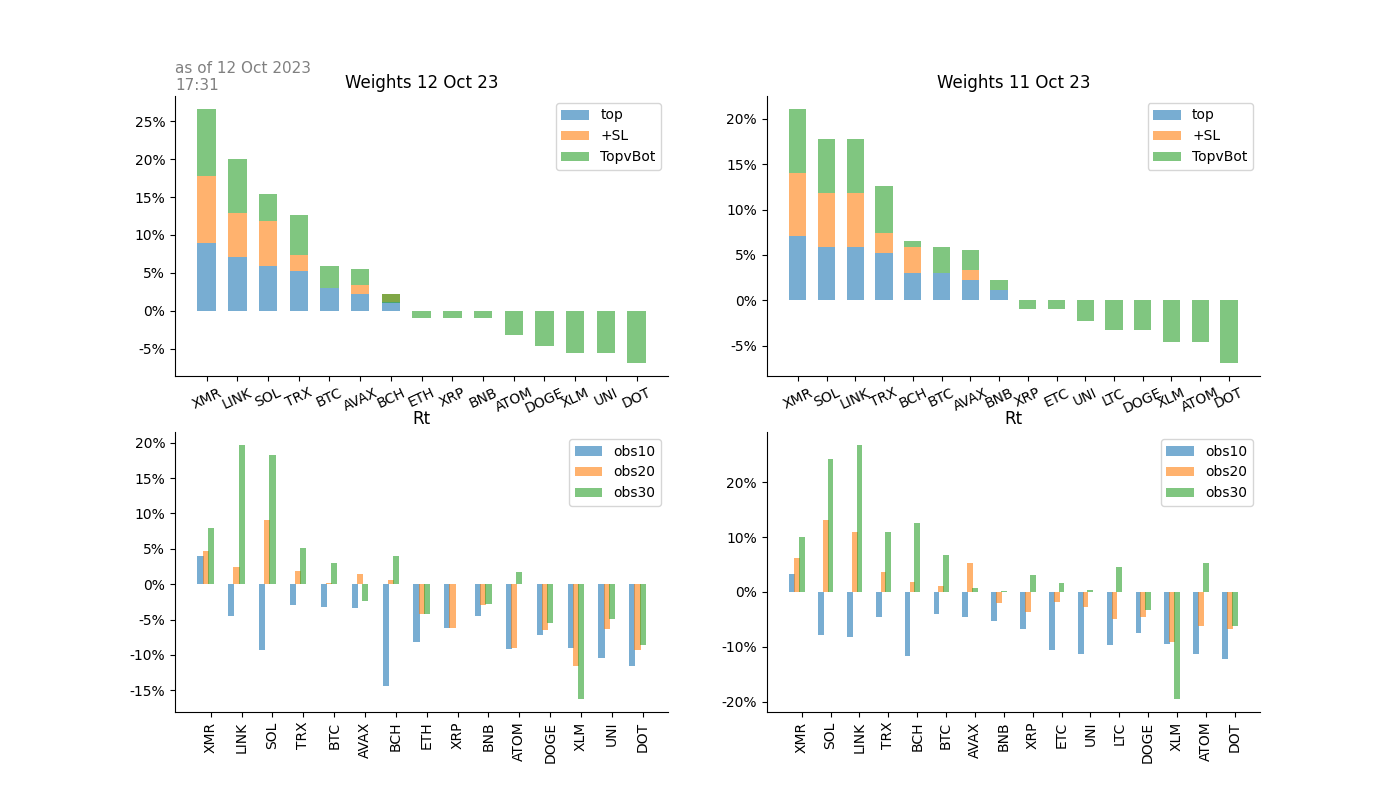 as of 12 Oct 2023
17:31
Weights 12 Oct 23
25%
20%
15%
10%
5%
0%
-5%
top
+SL
TopvBot
XMR LINK SOL TRX BTC AVAX BCH ETH XRP BNB ATOM DOGE XLM UNI DOT
Weights 11 Oct 23
20%
15%
10%
5%
0%
-5%
top
+SL
TopvBot
XMR SOL LINK TRX BCH BTC AVAX BNB XRP ETC UNI LTC DOGE XLM ATOM DOT
Rt
20%
15%
10%
5%
0%
-5%
-10%
-15%
obs10
obs20
obs30
XMR LINK SOL TRX BTC AVAX BCH ETH XRP BNB ATOM DOGE XLM UNI DOT
Rt
20%
10%
0%
-10%
-20%
obs10
obs20
obs30
XMR SOL LINK TRX BCH BTC AVAX BNB XRP ETC UNI LTC DOGE XLM ATOM DOT